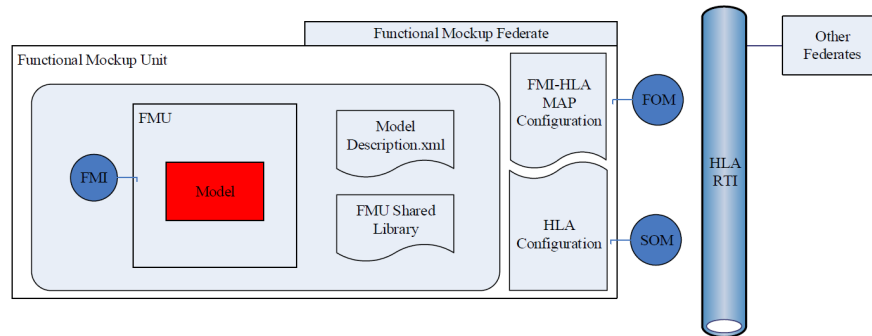 Functional Mockup Federate
Functional Mockup Unit
FMU
FMI
Model
Model
Description.xml
FMU Shared
Library
FMI-HLA
MAP
Configuration
HLA
Configuration
FOM
SOM
HLA
RTI
Other
Federates